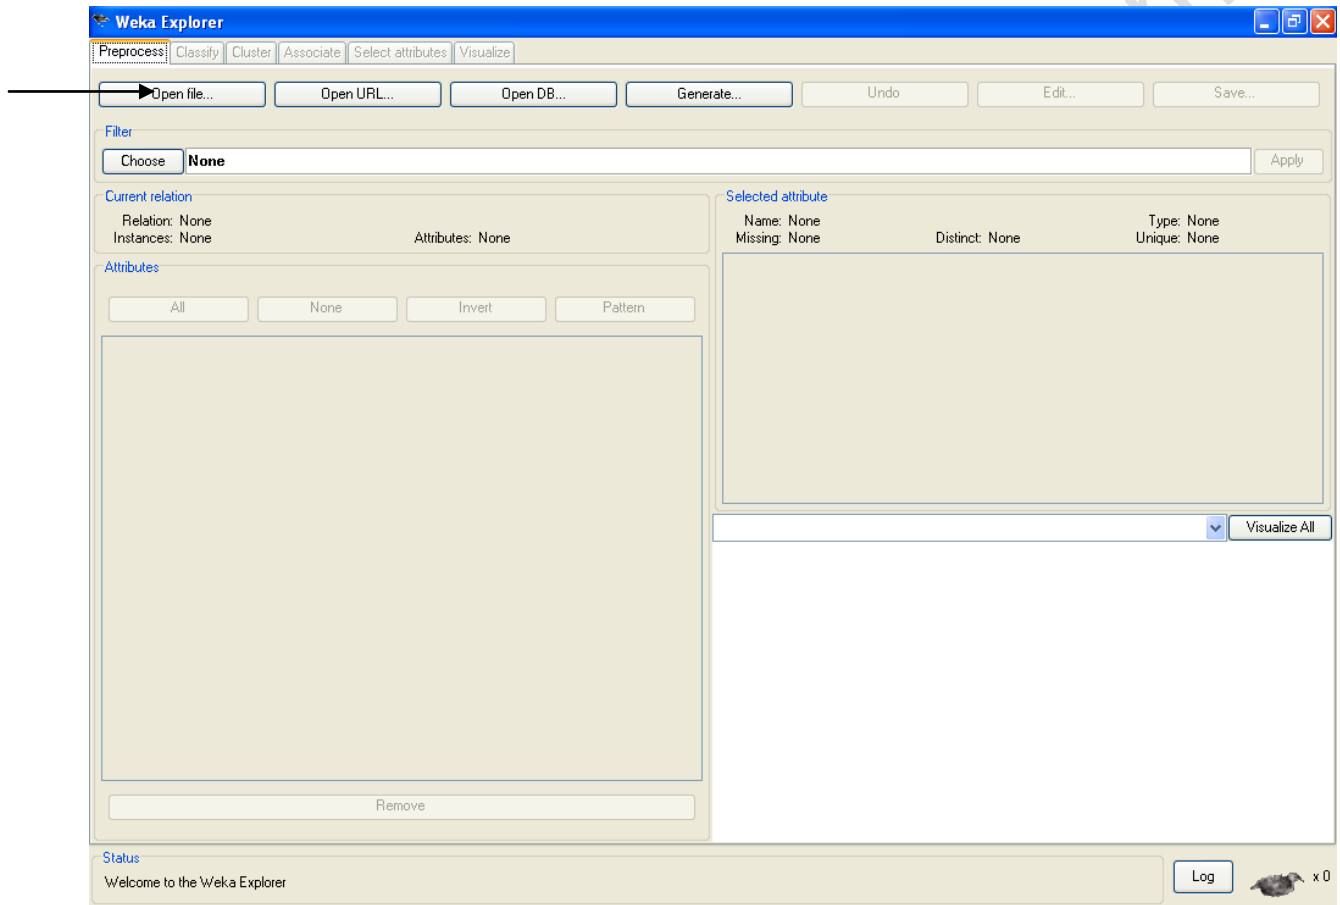 Weka Explorer
Preprocess Classify Cluster Associate Select attributes Visualize
Open file... Open URL... Open DB... Generate... Undo Edit... Save...
Filter
Choose None Apply
Current relation
Relation: None
Instances: None Attributes: None
Selected attribute
Name: None Type: None
Missing: None Distinct: None Unique: None
Attributes
All None Invert Pattern
Visualize All
Remove
Status
Welcome to the Weka Explorer
Log x 0